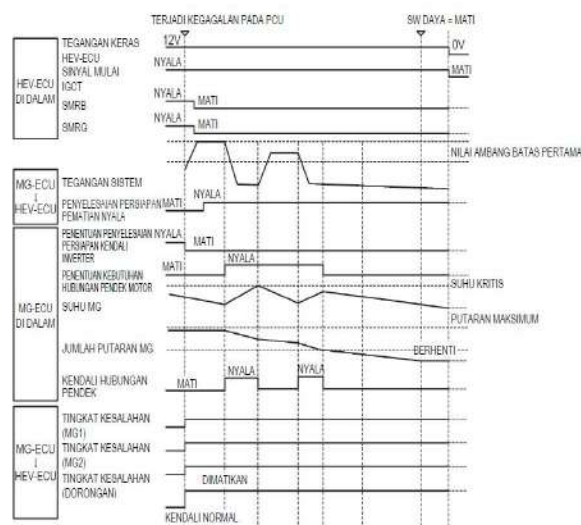 TERJADI KEGAGALAN PADA PCU
SW DAYA = MATI
HEV-ECU
DI DALAM
TEGANGAN KERAS
12V
0V
HEV-ECU
SINYAL MULAI
NYALA
MATI
IGCT
SMRB
NYALA
MATI
SMRG
NYALA
MATI
NILAI AMBANG BATAS PERTAMA
MG-ECU
↓
HEV-ECU
TEGANGAN SISTEM
NYALA
PENYELESAIAN PERSIAPAN
PEMATIAN NYALA
MATI
MG-ECU
DI DALAM
PENENTUAN PENYELESAIAN
PERSIAPAN KENDALI
INVERTER
NYALA
MATI
PENENTUAN KEBUTUHAN
HUBUNGAN PENDEK MOTOR
MATI
NYALA
SUHU KRITIS
SUHU MG
PUTARAN MAKSIMUM
JUMLAH PUTARAN MG
BERHENTI
KENDALI HUBUNGAN
PENDEK
MATI
NYALA
NYALA
MG-ECU
↓
HEV-ECU
TINGKAT KESALAHAN
(MG1)
TINGKAT KESALAHAN
(MG2)
TINGKAT KESALAHAN
(DORONGAN)
DIMATIKAN
KENDALI NORMAL